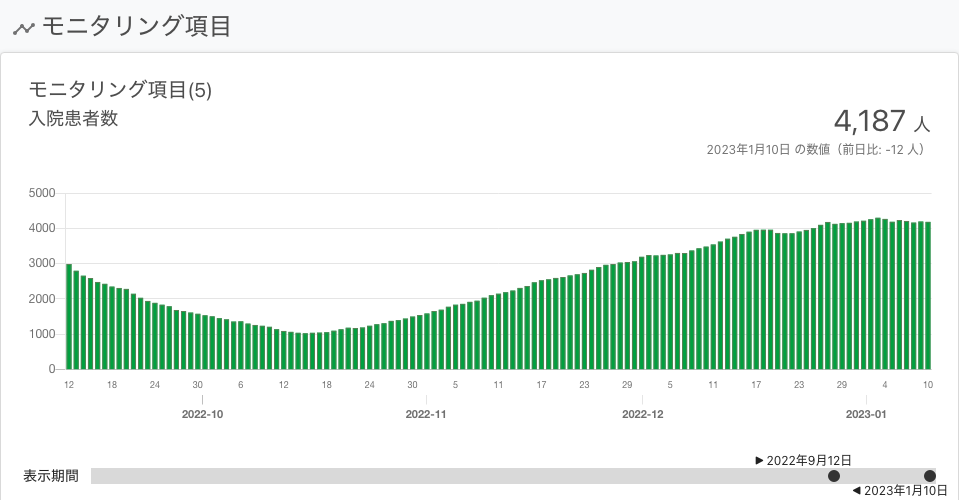 モニタリング項目
モニタリング項目(5)
入院患者数
4,187 人
2023年1月10日 の数値（前日比: -12 人）
5000
4000
3000
2000
1000
0
12 18 24 30 6 12 18 24 30 5 11 17 23 29 5 11 17 23 29 4 10
2022-10 2022-11 2022-12 2023-01
▶ 2022年9月12日
表示期間
◀ 2023年1月10日